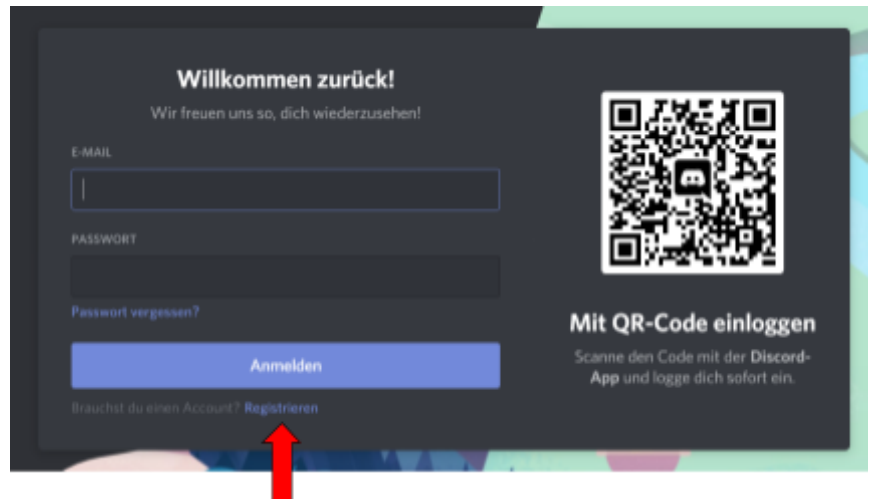 Willkommen zurück!
Wir freuen uns so, dich wiederzusehen!
E-MAIL
PASSWORT
Passwort vergessen?
Anmelden
Brauchst du einen Account? Registrieren
Mit QR-Code einloggen
Scanne den Code mit der Discord-
App und logge dich sofort ein.